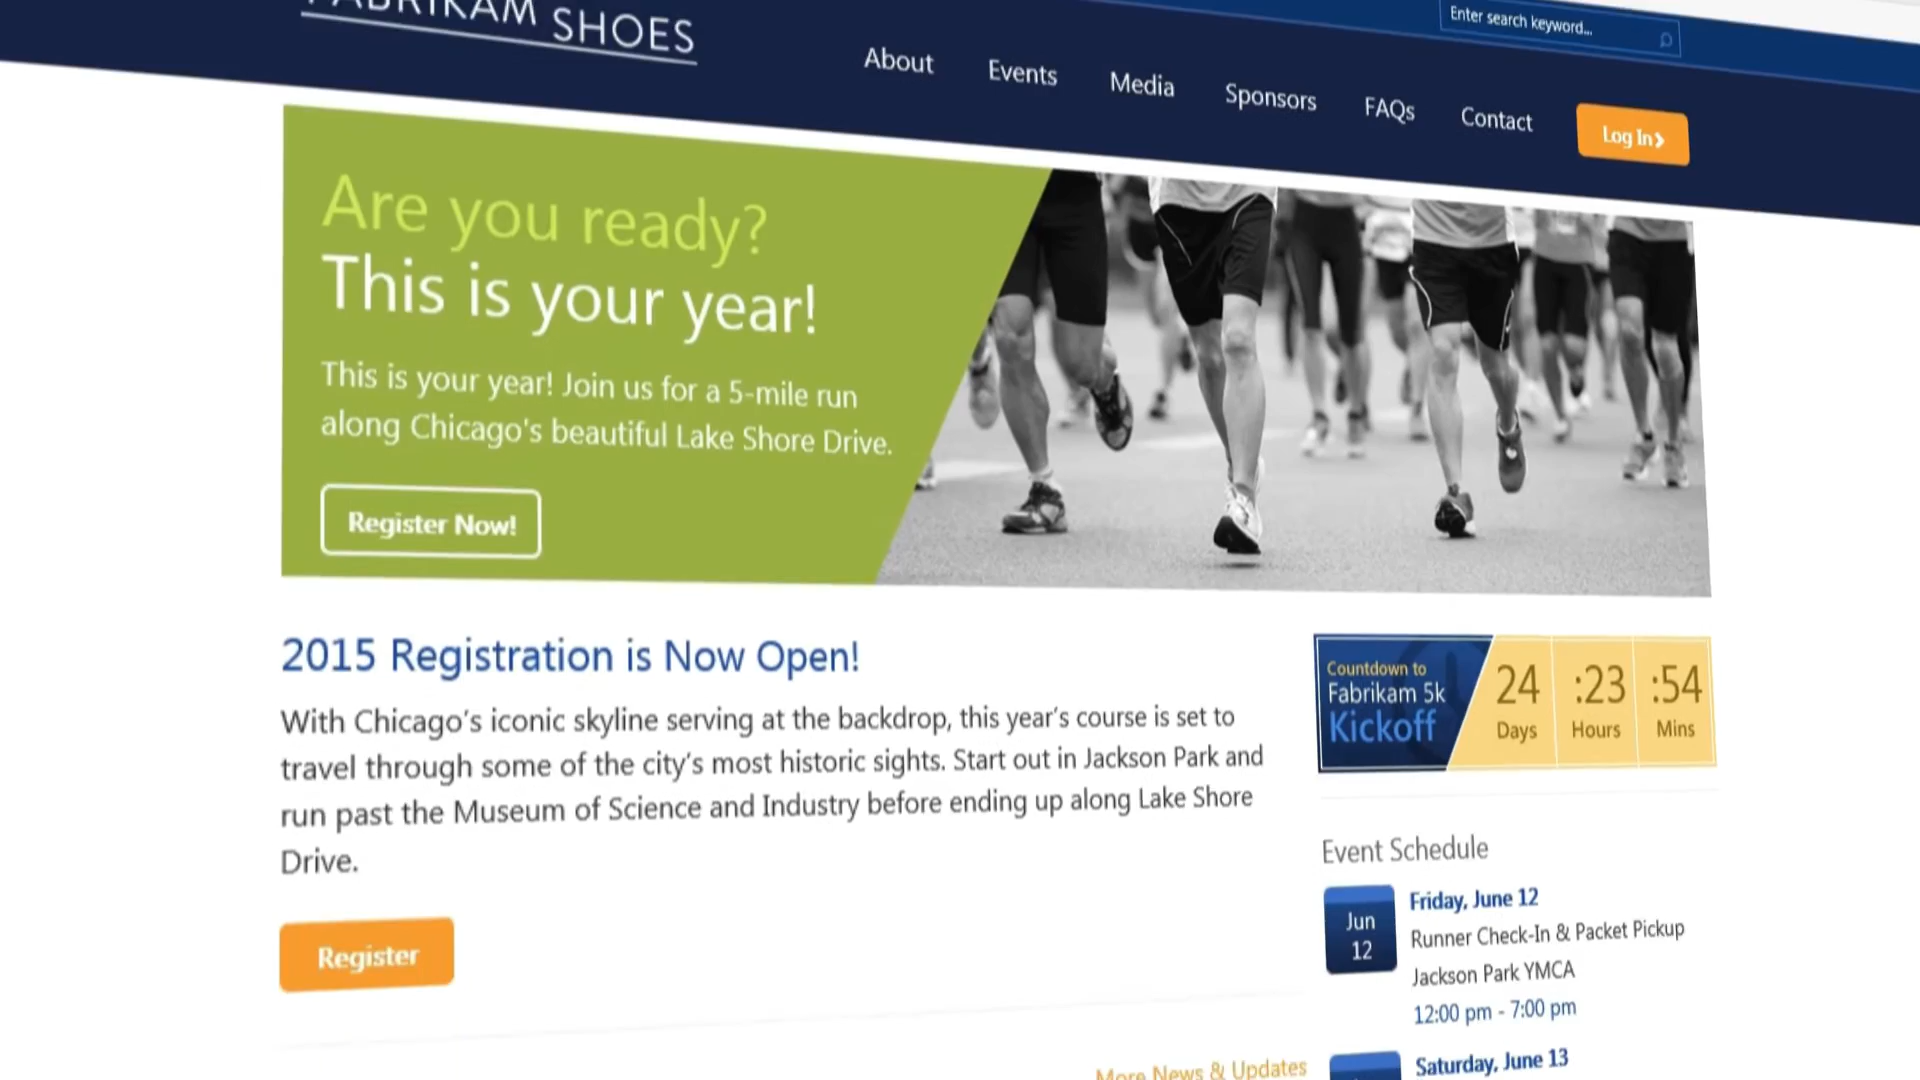 FABRIKAM SHOES
Enter search keyword...
About
Events
Media
Sponsors
FAQs
Contact
Log In
Are you ready?
This is your year!
This is your year! Join us for a 5-mile run
along Chicago's beautiful Lake Shore Drive.
Register Now!
2015 Registration is Now Open!
With Chicago's iconic skyline serving at the backdrop, this year's course is set to
travel through some of the city's most historic sights. Start out in Jackson Park and
run past the Museum of Science and Industry before ending up along Lake Shore
Drive.
Register
More News & Updates
Countdown to
Fabrikam 5k
Kickoff
24 :23 :54
Days Hours Mins
Event Schedule
Jun
12
Friday, June 12
Runner Check-In & Packet Pickup
Jackson Park YMCA
12:00 pm - 7:00 pm
Saturday, June 13